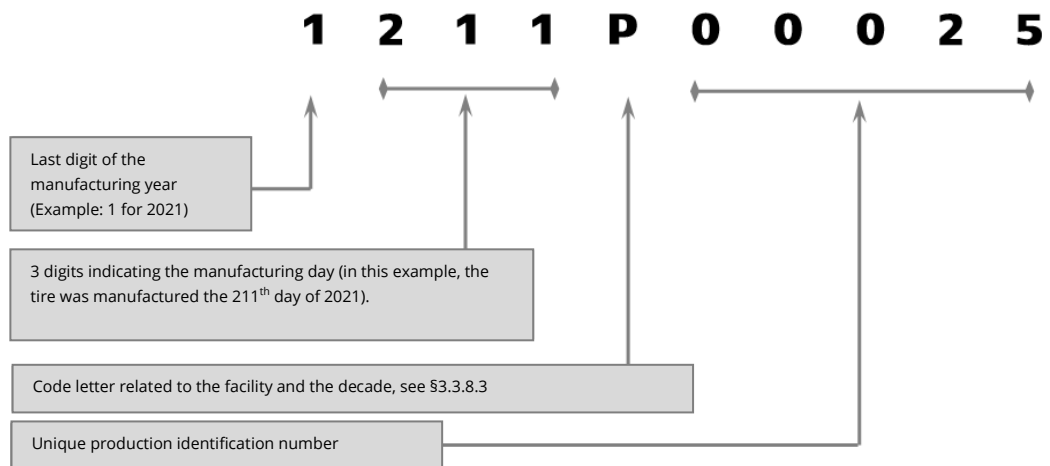 1 2 1 1 P 0 0 0 2 5
Last digit of the
manufacturing year
(Example: 1 for 2021)
3 digits indicating the manufacturing day (in this example, the
tire was manufactured the 211th day of 2021).
Code letter related to the facility and the decade, see §3.3.8.3
Unique production identification number